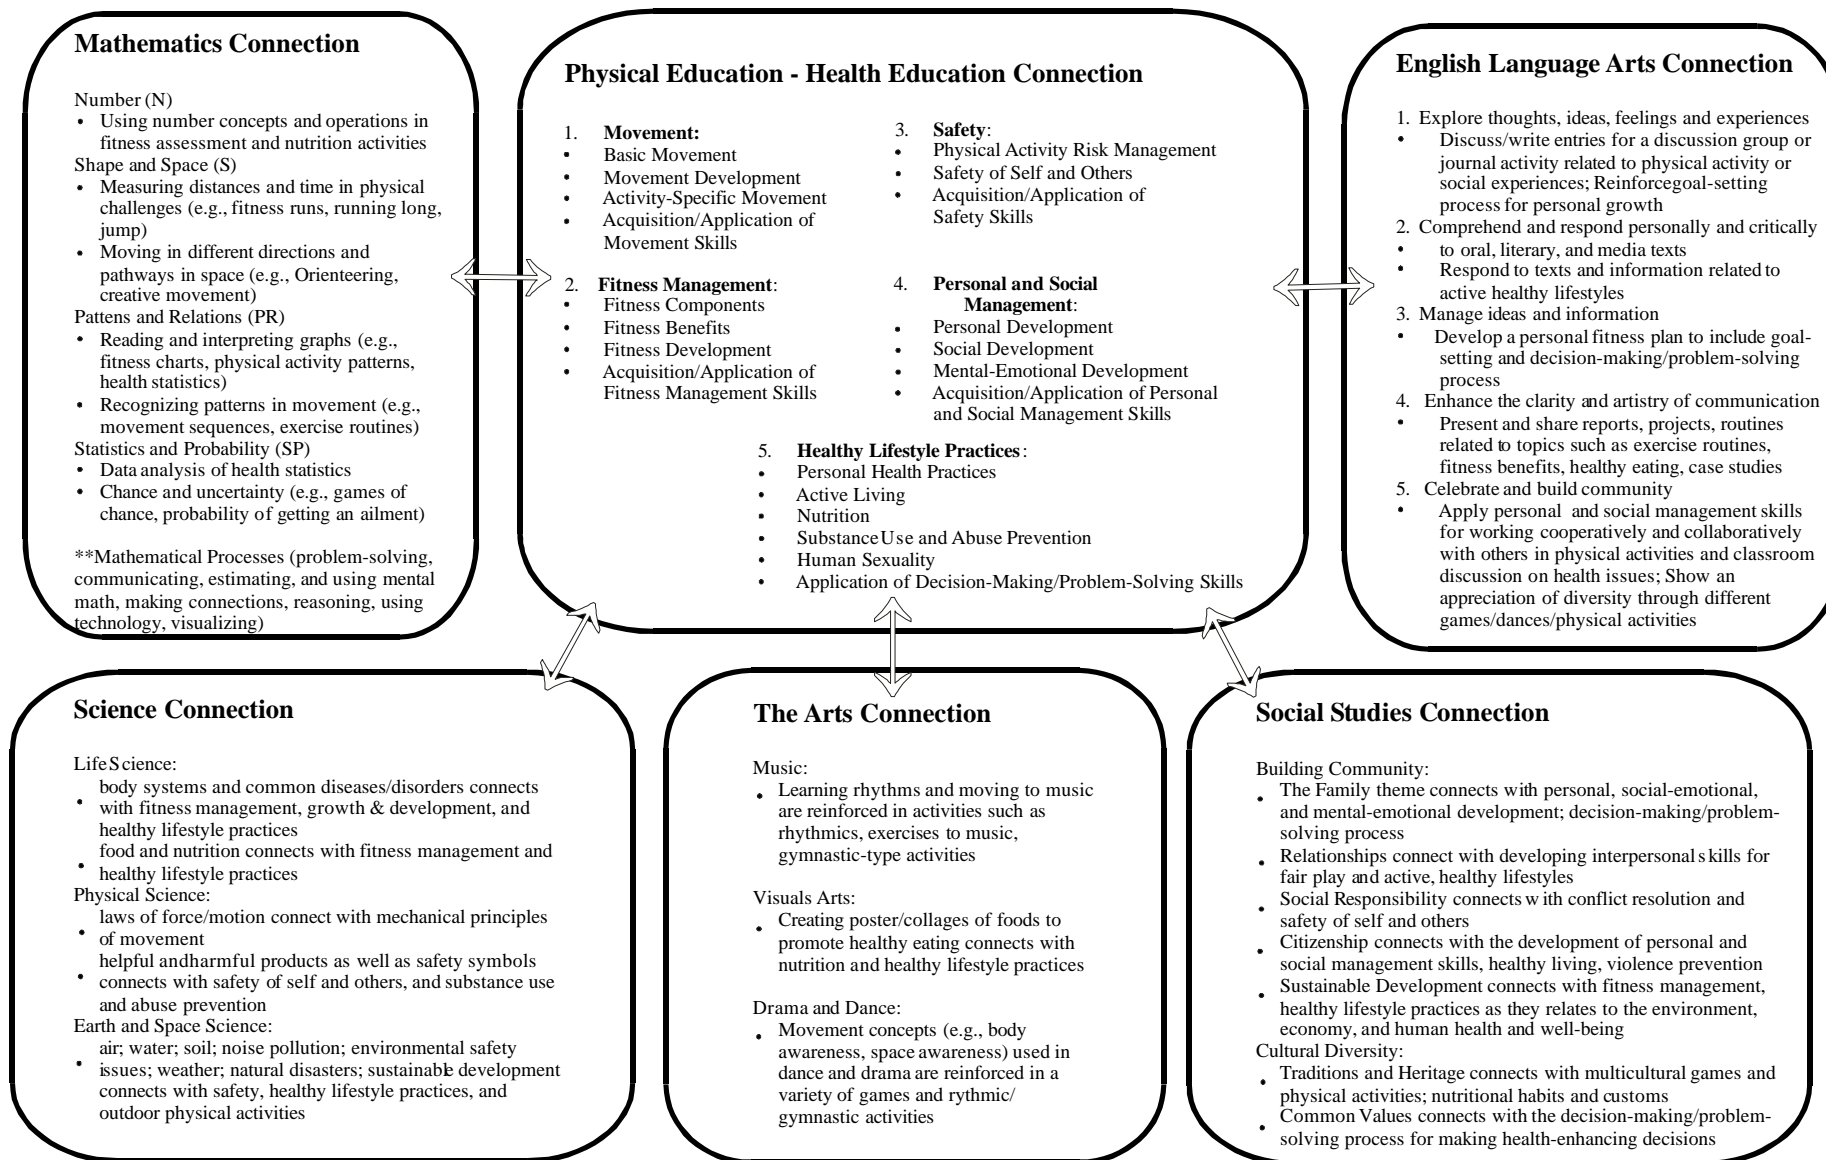 Mathematics Connection
Number (N)
• Using number concepts and operations in
fitness assessment and nutrition activities
Shape and Space (S)
• Measuring distances and time in physical
challenges (e.g., fitness runs, running long,
jump)
• Moving in different directions and
pathways in space (e.g., Orienteering,
creative movement)
Pattens and Relations (PR)
• Reading and interpreting graphs (e.g.,
fitness charts, physical activity patterns,
health statistics)
• Recognizing patterns in movement (e.g.,
movement sequences, exercise routines)
Statistics and Probability (SP)
• Data analysis of health statistics
• Chance and uncertainty (e.g., games of
chance, probability of getting an ailment)
**Mathematical Processes (problem-solving,
communicating, estimating, and using mental
math, making connections, reasoning, using
technology, visualizing)
Physical Education - Health Education Connection
1. Movement:
• Basic Movement
• Movement Development
• Activity-Specific Movement
• Acquisition/Application of
Movement Skills
2. Fitness Management:
• Fitness Components
• Fitness Benefits
• Fitness Development
• Acquisition/Application of
Fitness Management Skills
3. Safety:
• Physical Activity Risk Management
• Safety of Self and Others
• Acquisition/Application of
Safety Skills
4. Personal and Social
Management:
• Personal Development
• Social Development
• Mental-Emotional Development
• Acquisition/Application of Personal
and Social Management Skills
5. Healthy Lifestyle Practices:
• Personal Health Practices
• Active Living
• Nutrition
• Substance Use and Abuse Prevention
• Human Sexuality
• Application of Decision-Making/Problem-Solving Skills
English Language Arts Connection
1. Explore thoughts, ideas, feelings and experiences
• Discuss/write entries for a discussion group or
journal activity related to physical activity or
social experiences; Reinforcegoal-setting
process for personal growth
2. Comprehend and respond personally and critically
• to oral, literary, and media texts
• Respond to texts and information related to
active healthy lifestyles
3. Manage ideas and information
• Develop a personal fitness plan to include goal-
setting and decision-making/problem-solving
process
4. Enhance the clarity and artistry of communication
• Present and share reports, projects, routines
related to topics such as exercise routines,
fitness benefits, healthy eating, case studies
5. Celebrate and build community
• Apply personal and social management skills
for working cooperatively and collaboratively
with others in physical activities and classroom
discussion on health issues; Show an
appreciation of diversity through different
games/dances/physical activities
Science Connection
Life Science:
body systems and common diseases/disorders connects
• with fitness management, growth & development, and
healthy lifestyle practices
food and nutrition connects with fitness management and
• healthy lifestyle practices
Physical Science:
laws of force/motion connect with mechanical principles
• of movement
helpful andharmful products as well as safety symbols
• connects with safety of self and others, and substance use
and abuse prevention
Earth and Space Science:
air; water; soil; noise pollution; environmental safety
• issues; weather; natural disasters; sustainable development
connects with safety, healthy lifestyle practices, and
outdoor physical activities
The Arts Connection
Music:
• Learning rhythms and moving to music
are reinforced in activities such as
rhythmics, exercises to music,
gymnastic-type activities
Visuals Arts:
• Creating poster/collages of foods to
promote healthy eating connects with
nutrition and healthy lifestyle practices
Drama and Dance:
• Movement concepts (e.g., body
awareness, space awareness) used in
dance and drama are reinforced in a
variety of games and rythmic/
gymnastic activities
Social Studies Connection
Building Community:
• The Family theme connects with personal, social-emotional,
and mental-emotional development; decision-making/problem-
solving process
• Relationships connect with developing interpersonal skills for
fair play and active, healthy lifestyles
• Social Responsibility connects with conflict resolution and
safety of self and others
• Citizenship connects with the development of personal and
social management skills, healthy living, violence prevention
• Sustainable Development connects with fitness management,
healthy lifestyle practices as they relates to the environment,
economy, and human health and well-being
Cultural Diversity:
• Traditions and Heritage connects with multicultural games and
physical activities; nutritional habits and customs
• Common Values connects with the decision-making/problem-
solving process for making health-enhancing decisions